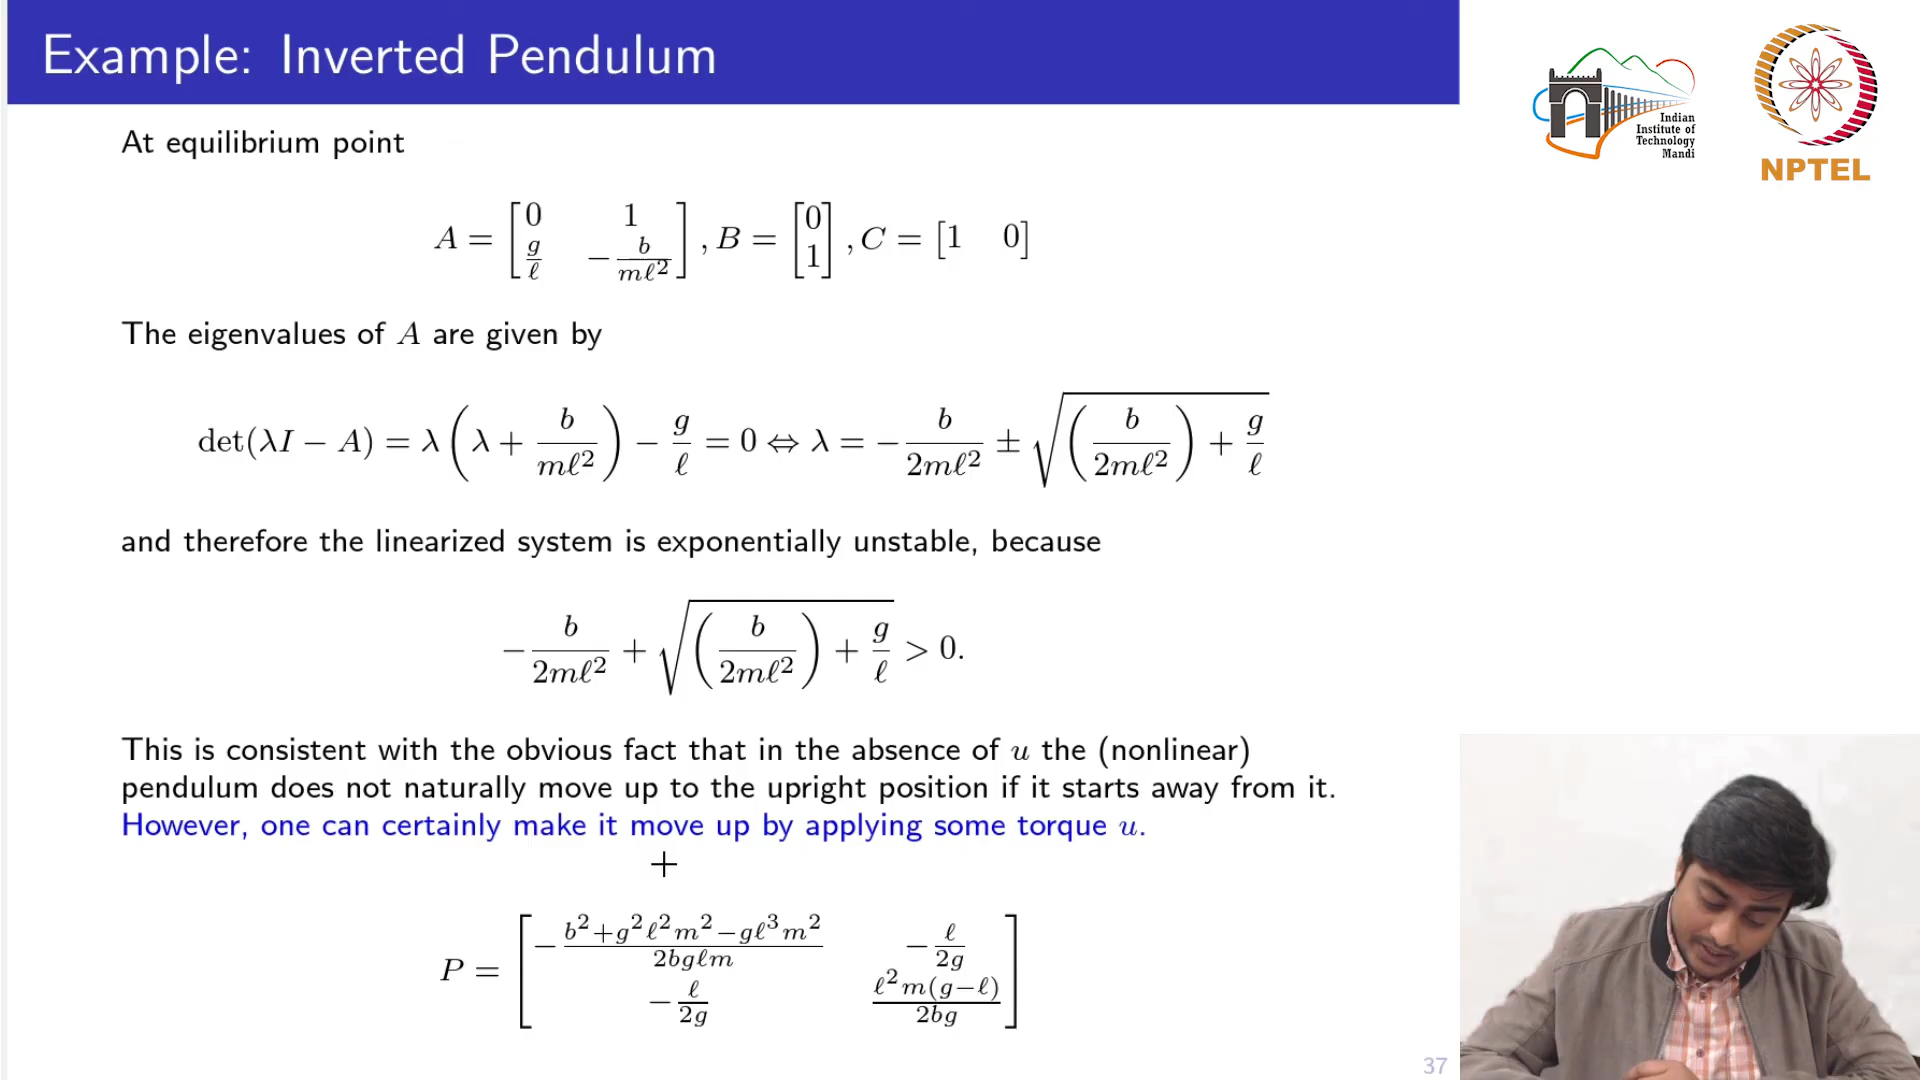 Example: Inverted Pendulum
Indian
Institute of
Technology
Mandi
NPTEL
At equilibrium point
A = [0 1; g/ℓ −b/mℓ²], B = [0; 1], C = [1 0]
The eigenvalues of A are given by
det(λI − A) = λ(λ + b/mℓ²) − g/ℓ = 0 ⇔ λ = −b/2mℓ² ± √((b/2mℓ²) + g/ℓ)
and therefore the linearized system is exponentially unstable, because
−b/2mℓ² + √((b/2mℓ²) + g/ℓ) > 0.
This is consistent with the obvious fact that in the absence of u the (nonlinear)
pendulum does not naturally move up to the upright position if it starts away from it.
However, one can certainly make it move up by applying some torque u.
P = [−(b²+g²ℓ²m²−gℓ³m²)/2bgℓm −ℓ/2g; −ℓ/2g ℓ²m(g−ℓ)/2bg]
37